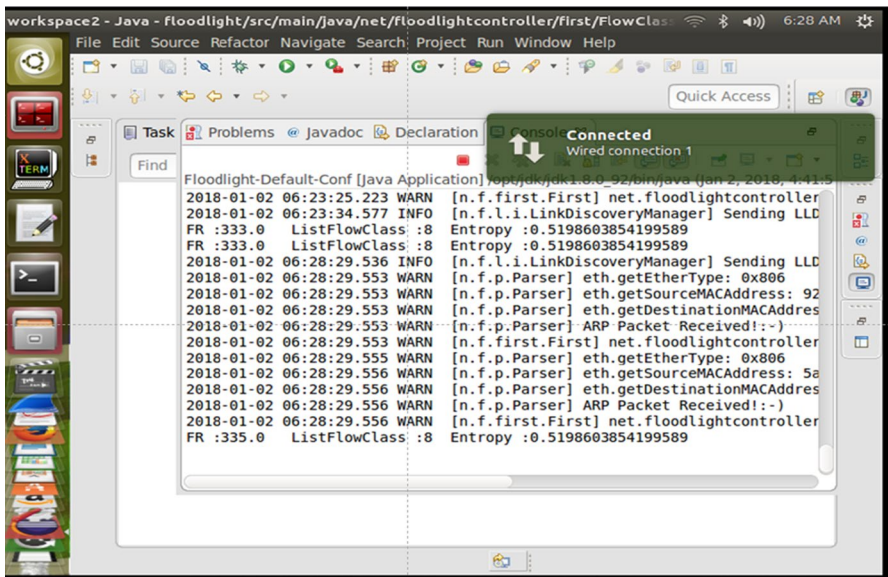 workspace2 - Java - floodlight/src/main/java/net/floodlightcontroller/first/FlowClas
6:28 AM
File Edit Source Refactor Navigate Search Project Run Window Help
Quick Access
Task
Problems
@ Javadoc
Declaration
Console
Connected
Wired connection 1
Find
XTERM
Floodlight-Default-Conf [Java Application] /opt/jdk/jdk1.8.0_92/bin/java (Jan 2, 2018, 4:41:5
2018-01-02 06:23:25.223 WARN [n.f.first.First] net.floodlightcontroller
2018-01-02 06:23:34.577 INFO [n.f.l.i.LinkDiscoveryManager] Sending LLD
FR :333.0 ListFlowClass :8 Entropy :0.5198603854199589
FR :333.0 ListFlowClass :8 Entropy :0.5198603854199589
2018-01-02 06:28:29.536 INFO [n.f.l.i.LinkDiscoveryManager] Sending LLD
2018-01-02 06:28:29.553 WARN [n.f.p.Parser] eth.getEtherType: 0x806
2018-01-02 06:28:29.553 WARN [n.f.p.Parser] eth.getSourceMACAddress: 92
2018-01-02 06:28:29.553 WARN [n.f.p.Parser] eth.getDestinationMACAddres
2018-01-02 06:28:29.553 WARN [n.f.p.Parser] ARP Packet Received!:-)
2018-01-02 06:28:29.553 WARN [n.f.first.First] net.floodlightcontroller
2018-01-02 06:28:29.555 WARN [n.f.p.Parser] eth.getEtherType: 0x806
2018-01-02 06:28:29.556 WARN [n.f.p.Parser] eth.getSourceMACAddress: 5a
2018-01-02 06:28:29.556 WARN [n.f.p.Parser] eth.getDestinationMACAddres
2018-01-02 06:28:29.556 WARN [n.f.p.Parser] ARP Packet Received!:-)
2018-01-02 06:28:29.556 WARN [n.f.first.First] net.floodlightcontroller
FR :335.0 ListFlowClass :8 Entropy :0.5198603854199589